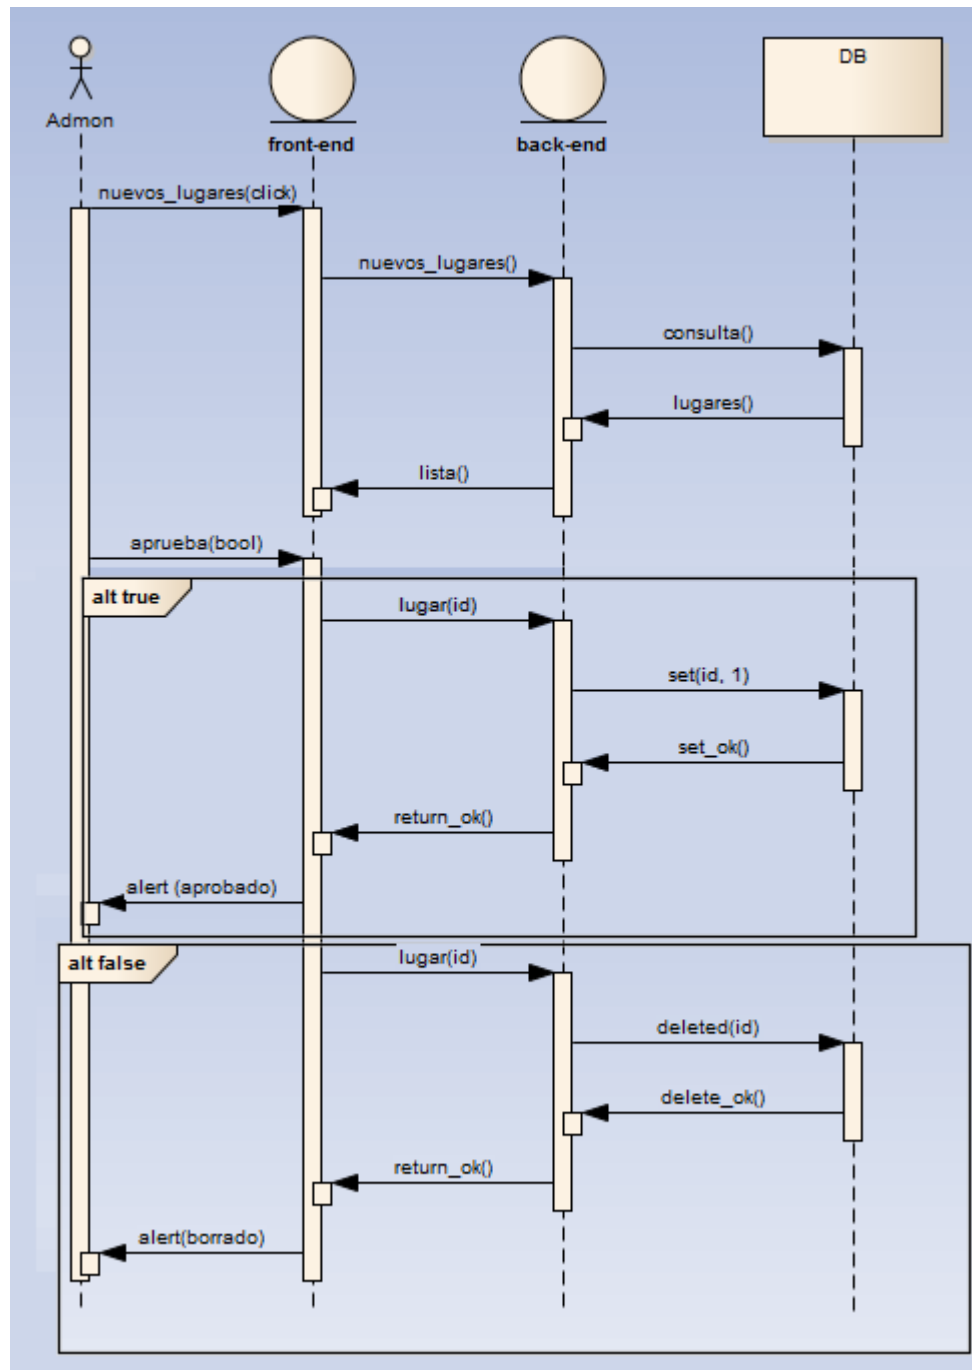 DB
Admon
front-end
back-end
nuevos_lugares(click)
nuevos_lugares()
consulta()
lugares()
lista()
aprueba(bool)
alt true
lugar(id)
set(id, 1)
set_ok()
return_ok()
alert (aprobado)
alt false
lugar(id)
deleted(id)
delete_ok()
return_ok()
alert(borrado)